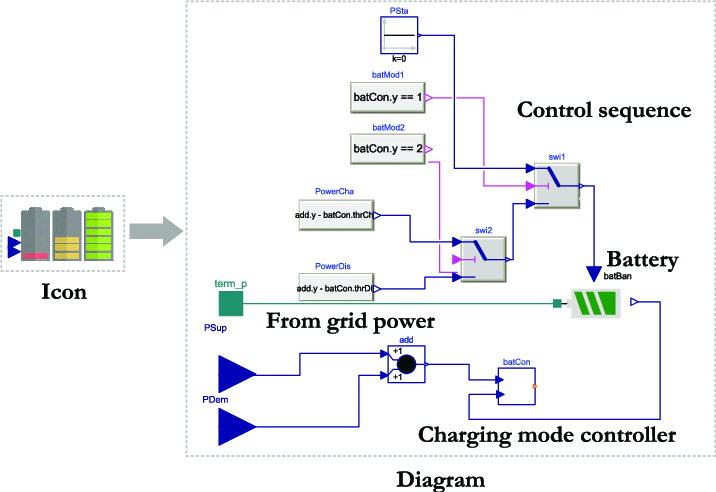 PSta
k=0
batMod1
batCon.y == 1
Control sequence
batMod2
batCon.y == 2
swi1
PowerCha
add.y - batCon.thrCh
swi2
Battery
batBan
PowerDis
add.y - batCon.thrDi
Icon
term_p
From grid power
PSup
add
+1
+1
batCon
PDem
Charging mode controller
Diagram